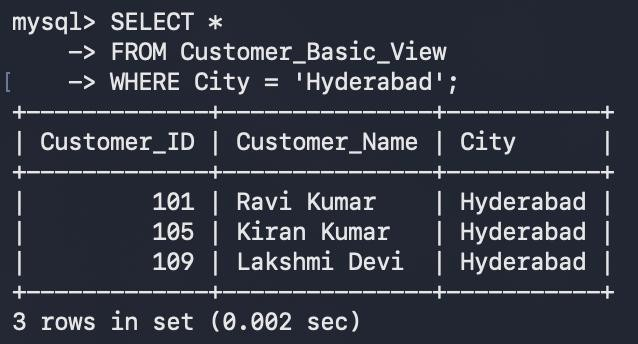 mysql> SELECT *
    -> FROM Customer_Basic_View
[    -> WHERE City = 'Hyderabad';
+-------------+---------------+-----------+
| Customer_ID | Customer_Name | City      |
+-------------+---------------+-----------+
|         101 | Ravi Kumar    | Hyderabad |
|         105 | Kiran Kumar   | Hyderabad |
|         109 | Lakshmi Devi  | Hyderabad |
+-------------+---------------+-----------+
3 rows in set (0.002 sec)